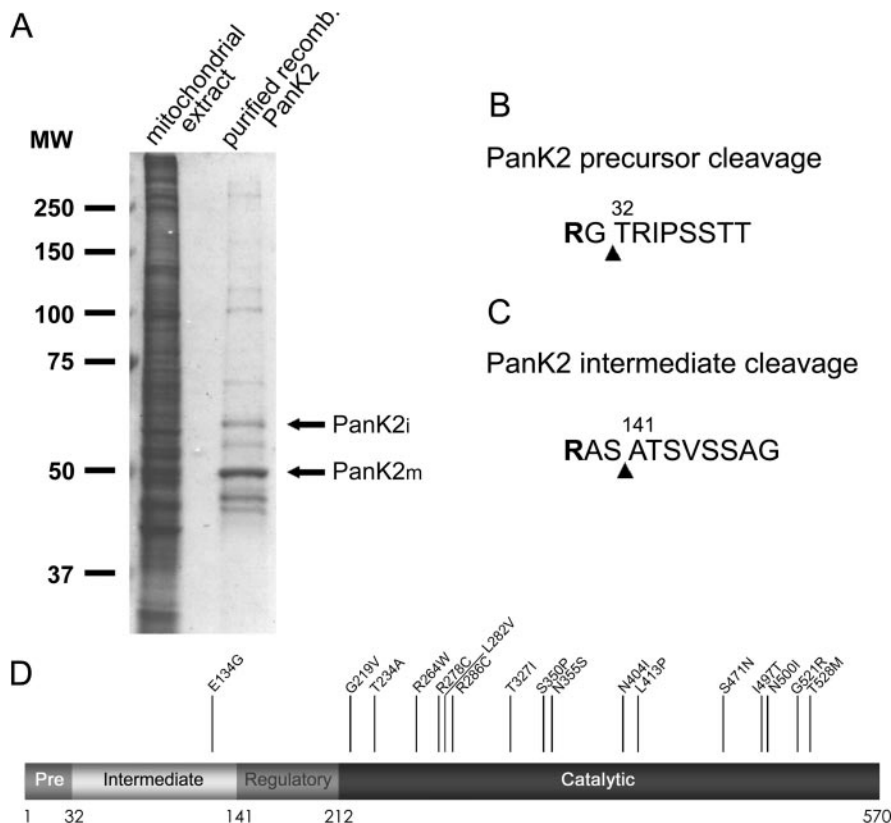 A
mitochondrial
extract
purified recomb.
PanK2
MW
250
150
100
75
50
37
PanK2i
PanK2m
B
PanK2 precursor cleavage
32
RG TRIPSSTT
C
PanK2 intermediate cleavage
141
RAS ATSVSSAG
D
E134G
G219V
T234A
R264W
R278C
L282V
R286C
T327I
S350P
N355S
N404I
L413P
S471N
I497T
N500I
G521R
T528M
Pre
Intermediate
Regulatory
Catalytic
1
32
141
212
570